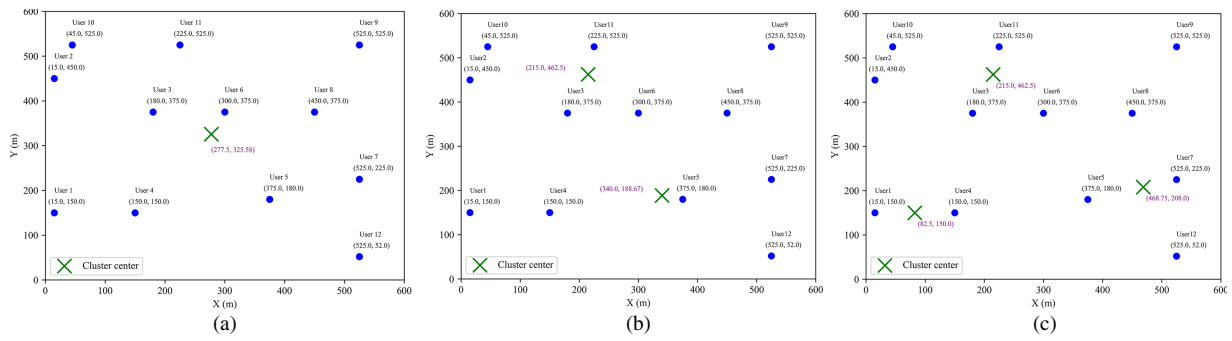 600
User 10
User 11
User 9
(45.0, 525.0)
(225.0, 525.0)
(525.0, 525.0)
500
User 2
(15.0, 450.0)
400
User 3
User 6
User 8
(180.0, 375.0)
(300.0, 375.0)
(450.0, 375.0)
Y (m)
300
(277.5, 325.58)
User 7
(525.0, 225.0)
200
User 1
User 4
User 5
(15.0, 150.0)
(150.0, 150.0)
(375.0, 180.0)
100
User 12
(525.0, 52.0)
Cluster center
0
0 100 200 300 400 500 600
X (m)
(a)
600
User10
User11
User9
(45.0, 525.0)
(225.0, 525.0)
(525.0, 525.0)
500
User2
(15.0, 450.0)
(215.0, 462.5)
400
User3
User6
User8
(180.0, 375.0)
(300.0, 375.0)
(450.0, 375.0)
Y (m)
300
User7
(525.0, 225.0)
200
User1
User4
(340.0, 188.67)
User5
(375.0, 180.0)
(15.0, 150.0)
(150.0, 150.0)
100
User12
(525.0, 52.0)
Cluster center
0
0 100 200 300 400 500 600
X (m)
(b)
600
User10
User11
User9
(45.0, 525.0)
(225.0, 525.0)
(525.0, 525.0)
500
User2
(15.0, 450.0)
(215.0, 462.5)
400
User3
User6
User8
(180.0, 375.0)
(300.0, 375.0)
(450.0, 375.0)
Y (m)
300
User7
(525.0, 225.0)
(468.75, 208.0)
200
User1
User4
User5
(375.0, 180.0)
(15.0, 150.0)
(150.0, 150.0)
(82.5, 150.0)
100
User12
(525.0, 52.0)
Cluster center
0
0 100 200 300 400 500 600
X (m)
(c)